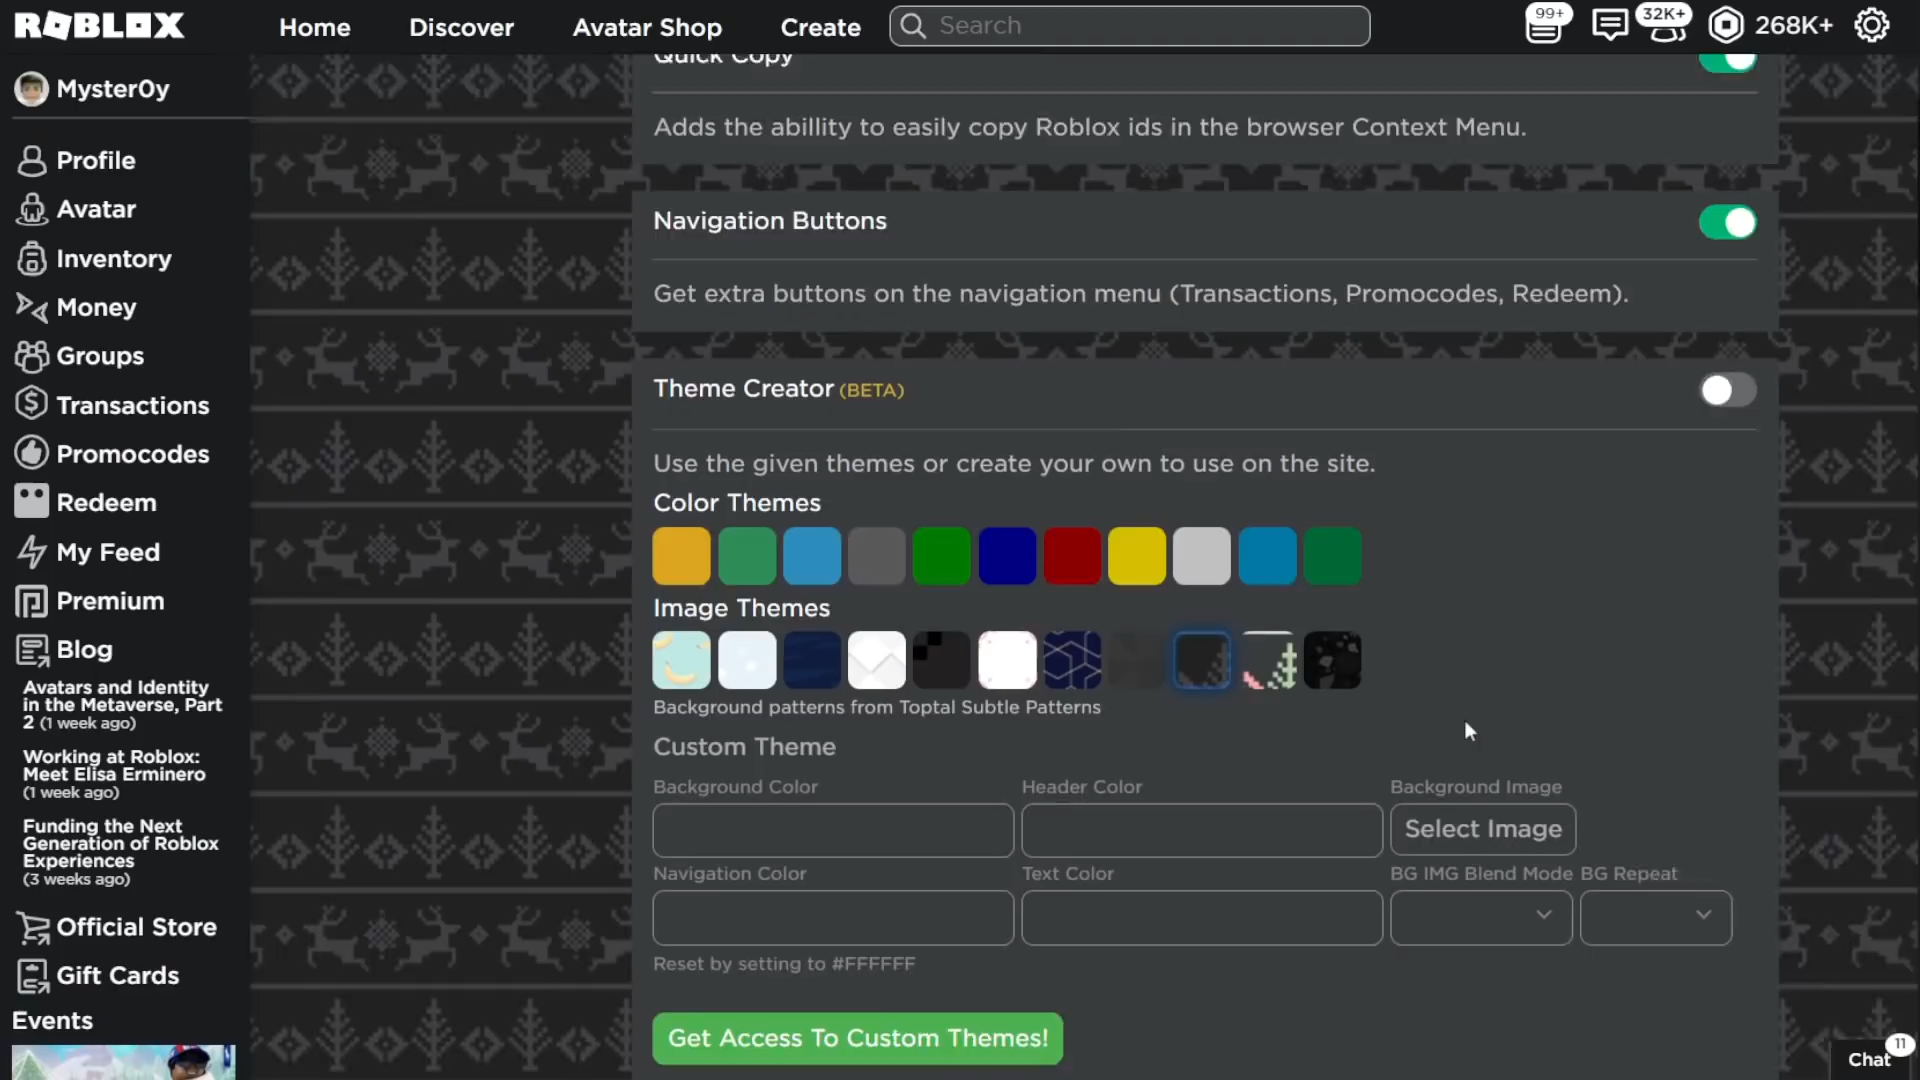 ROBLOX
Home
Discover
Avatar Shop
Create
Search
99+
32K+
268K+
Myster0y
Profile
Avatar
Inventory
Money
Groups
Transactions
Promocodes
Redeem
My Feed
Premium
Blog
Avatars and Identity
in the Metaverse, Part
2 (1 week ago)
Working at Roblox:
Meet Elisa Erminero
(1 week ago)
Funding the Next
Generation of Roblox
Experiences
(3 weeks ago)
Official Store
Gift Cards
Events
Quick Copy
Adds the abillity to easily copy Roblox ids in the browser Context Menu.
Navigation Buttons
Get extra buttons on the navigation menu (Transactions, Promocodes, Redeem).
Theme Creator (BETA)
Use the given themes or create your own to use on the site.
Color Themes
Image Themes
Background patterns from Toptal Subtle Patterns
Custom Theme
Background Color
Header Color
Background Image
Select Image
Navigation Color
Text Color
BG IMG Blend Mode
BG Repeat
Reset by setting to #FFFFFF
Get Access To Custom Themes!
Chat
11